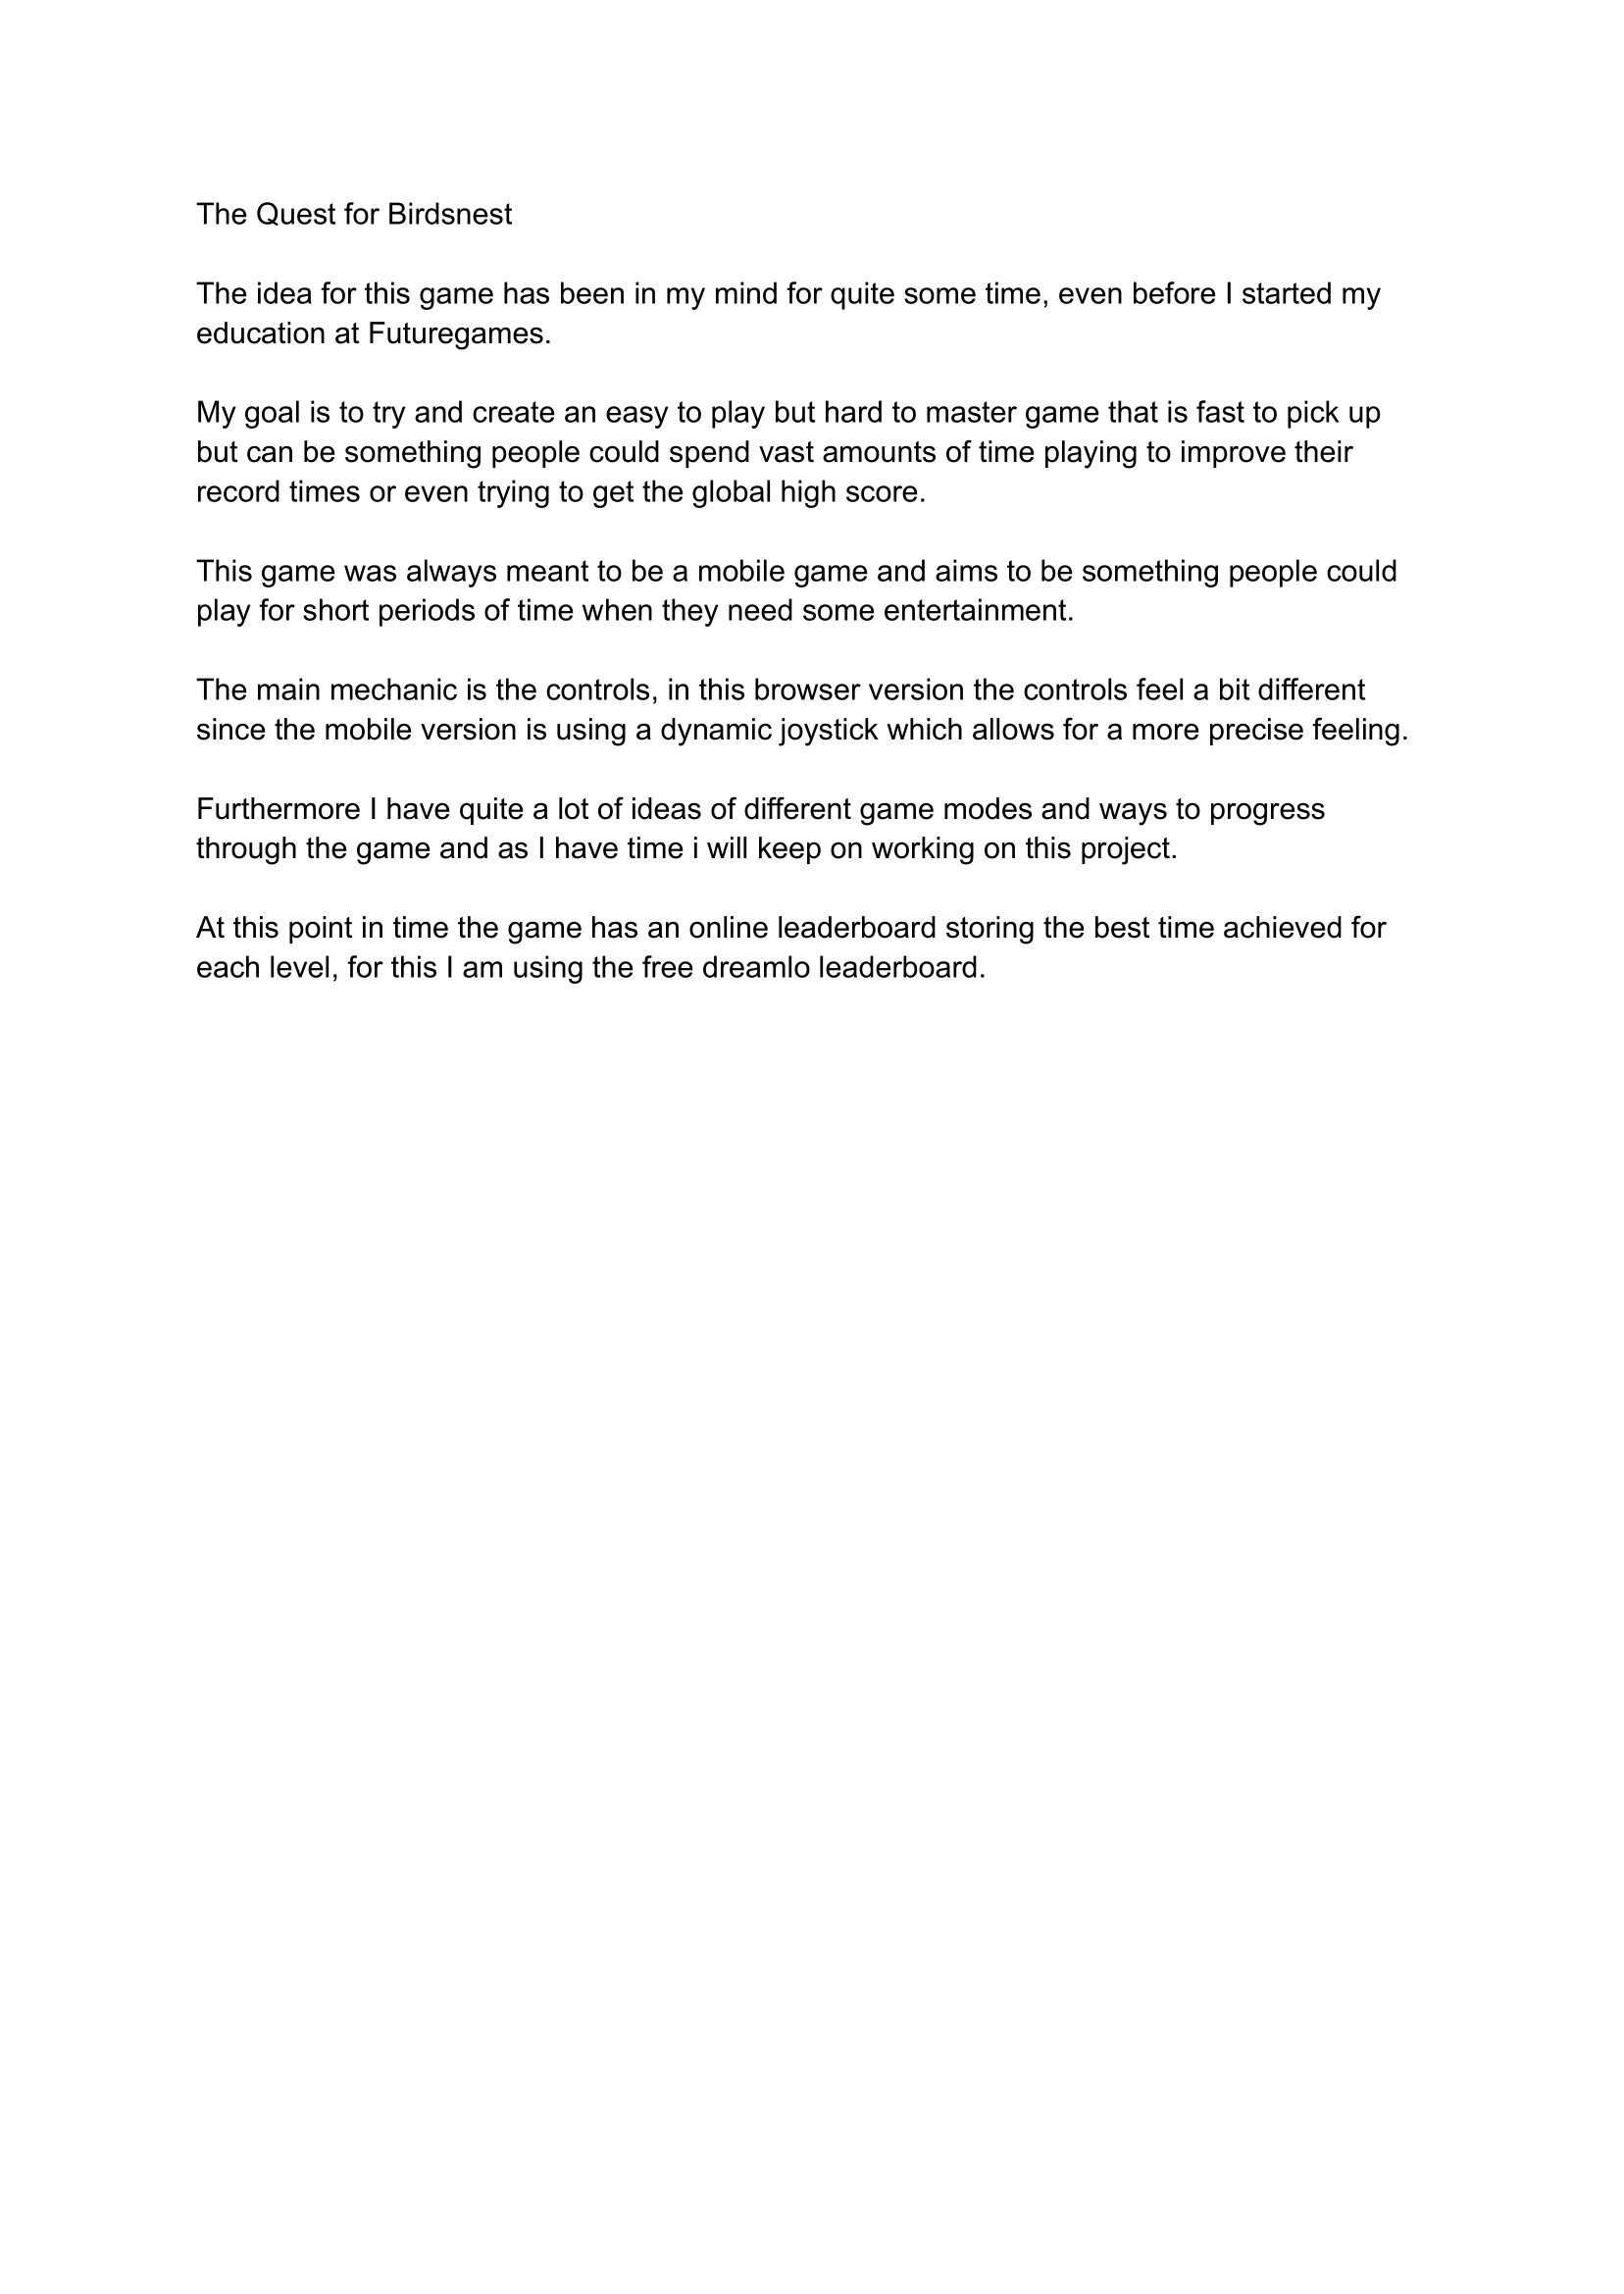 The Quest for Birdsnest
The idea for this game has been in my mind for quite some time, even before I started my
education at Futuregames.
My goal is to try and create an easy to play but hard to master game that is fast to pick up
but can be something people could spend vast amounts of time playing to improve their
record times or even trying to get the global high score.
This game was always meant to be a mobile game and aims to be something people could
play for short periods of time when they need some entertainment.
The main mechanic is the controls, in this browser version the controls feel a bit different
since the mobile version is using a dynamic joystick which allows for a more precise feeling.
Furthermore I have quite a lot of ideas of different game modes and ways to progress
through the game and as I have time i will keep on working on this project.
At this point in time the game has an online leaderboard storing the best time achieved for
each level, for this I am using the free dreamlo leaderboard.